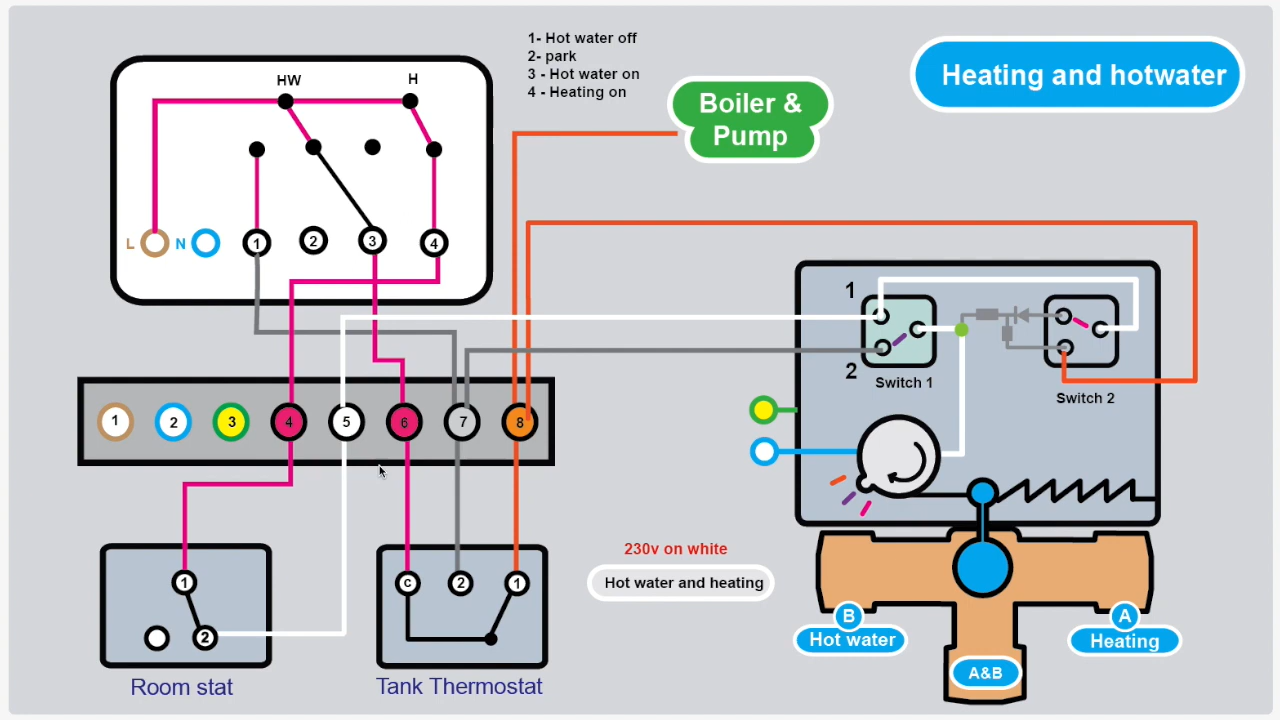 1- Hot water off
2- park
3 - Hot water on
4 - Heating on
Heating and hotwater
Boiler &
Pump
HW
H
L
N
1
2
3
4
1
2
Switch 1
Switch 2
1
2
3
4
5
6
7
8
230v on white
Hot water and heating
1
2
Room stat
C
2
1
Tank Thermostat
B
Hot water
A
Heating
A&B